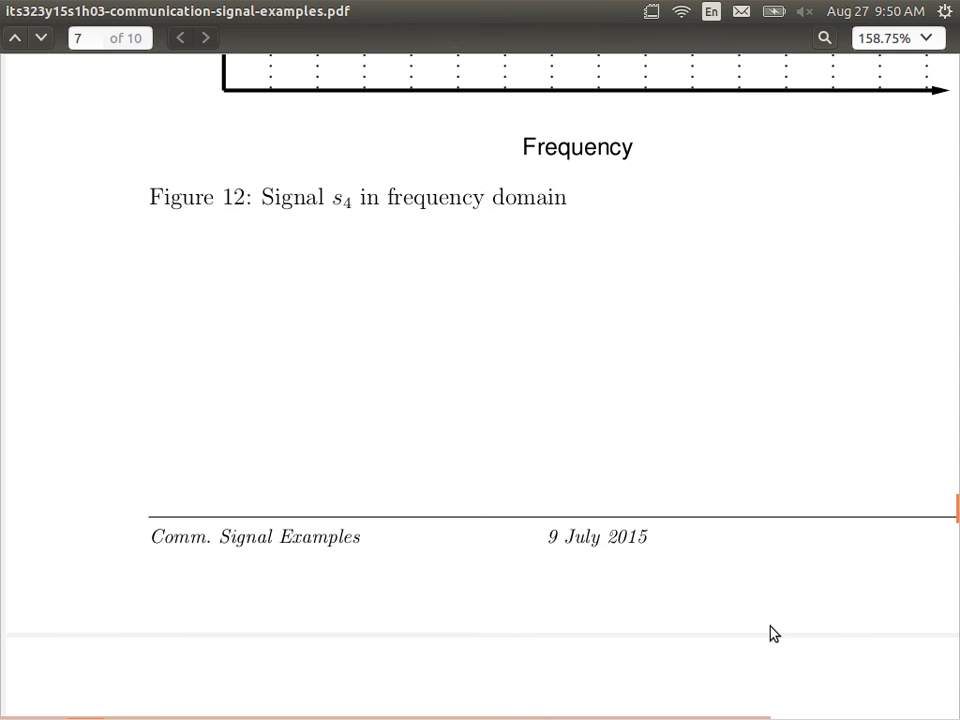 its323y15s1h03-communication-signal-examples.pdf En Aug 27 9:50 AM
7 of 10 158.75%
Frequency
Figure 12: Signal s4 in frequency domain
Comm. Signal Examples 9 July 2015